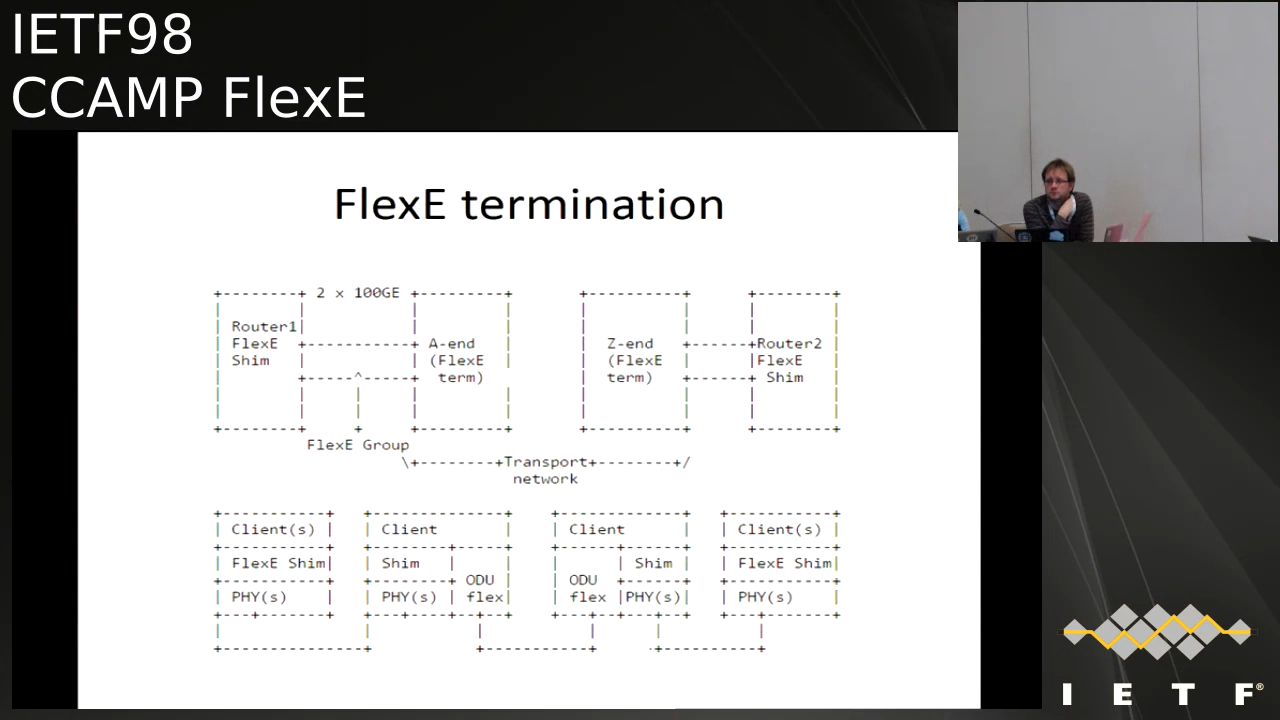 IETF98
CCAMP FlexE
FlexE termination
2 x 100GE
Router1
FlexE
Shim
A-end
(FlexE
term)
Z-end
(FlexE
term)
Router2
FlexE
Shim
FlexE Group
Transport
network
Client(s)
FlexE Shim
PHY(s)
Client
Shim
PHY(s)
ODU
flex
Client
ODU
flex
Shim
PHY(s)
Client(s)
FlexE Shim
PHY(s)
I E T F®